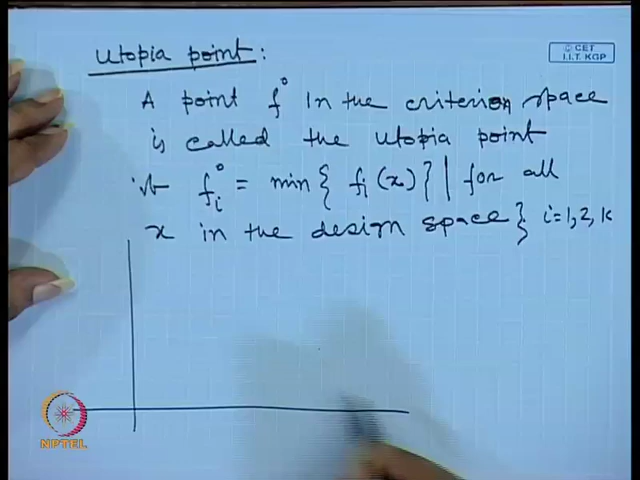 Utopia point:
© CET
I.I.T. KGP
A point f° in the criterion space
is called the utopia point
if f°ᵢ = min{ fᵢ(x)} | for all
x in the design space} i=1,2, k
NPTEL